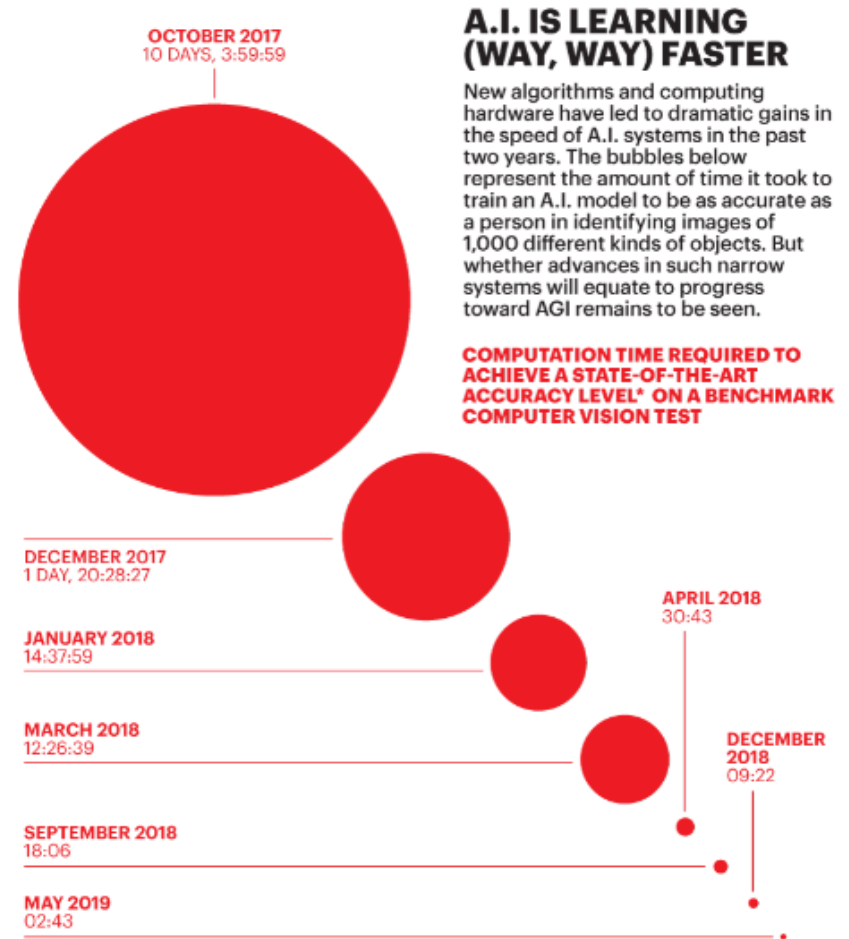 OCTOBER 2017
10 DAYS, 3:59:59
A.I. IS LEARNING
(WAY, WAY) FASTER
New algorithms and computing
hardware have led to dramatic gains in
the speed of A.I. systems in the past
two years. The bubbles below
represent the amount of time it took to
train an A.I. model to be as accurate as
a person in identifying images of
1,000 different kinds of objects. But
whether advances in such narrow
systems will equate to progress
toward AGI remains to be seen.
COMPUTATION TIME REQUIRED TO
ACHIEVE A STATE-OF-THE-ART
ACCURACY LEVEL* ON A BENCHMARK
COMPUTER VISION TEST
DECEMBER 2017
1 DAY, 20:28:27
JANUARY 2018
14:37:59
MARCH 2018
12:26:39
APRIL 2018
30:43
SEPTEMBER 2018
18:06
DECEMBER
2018
09:22
MAY 2019
02:43